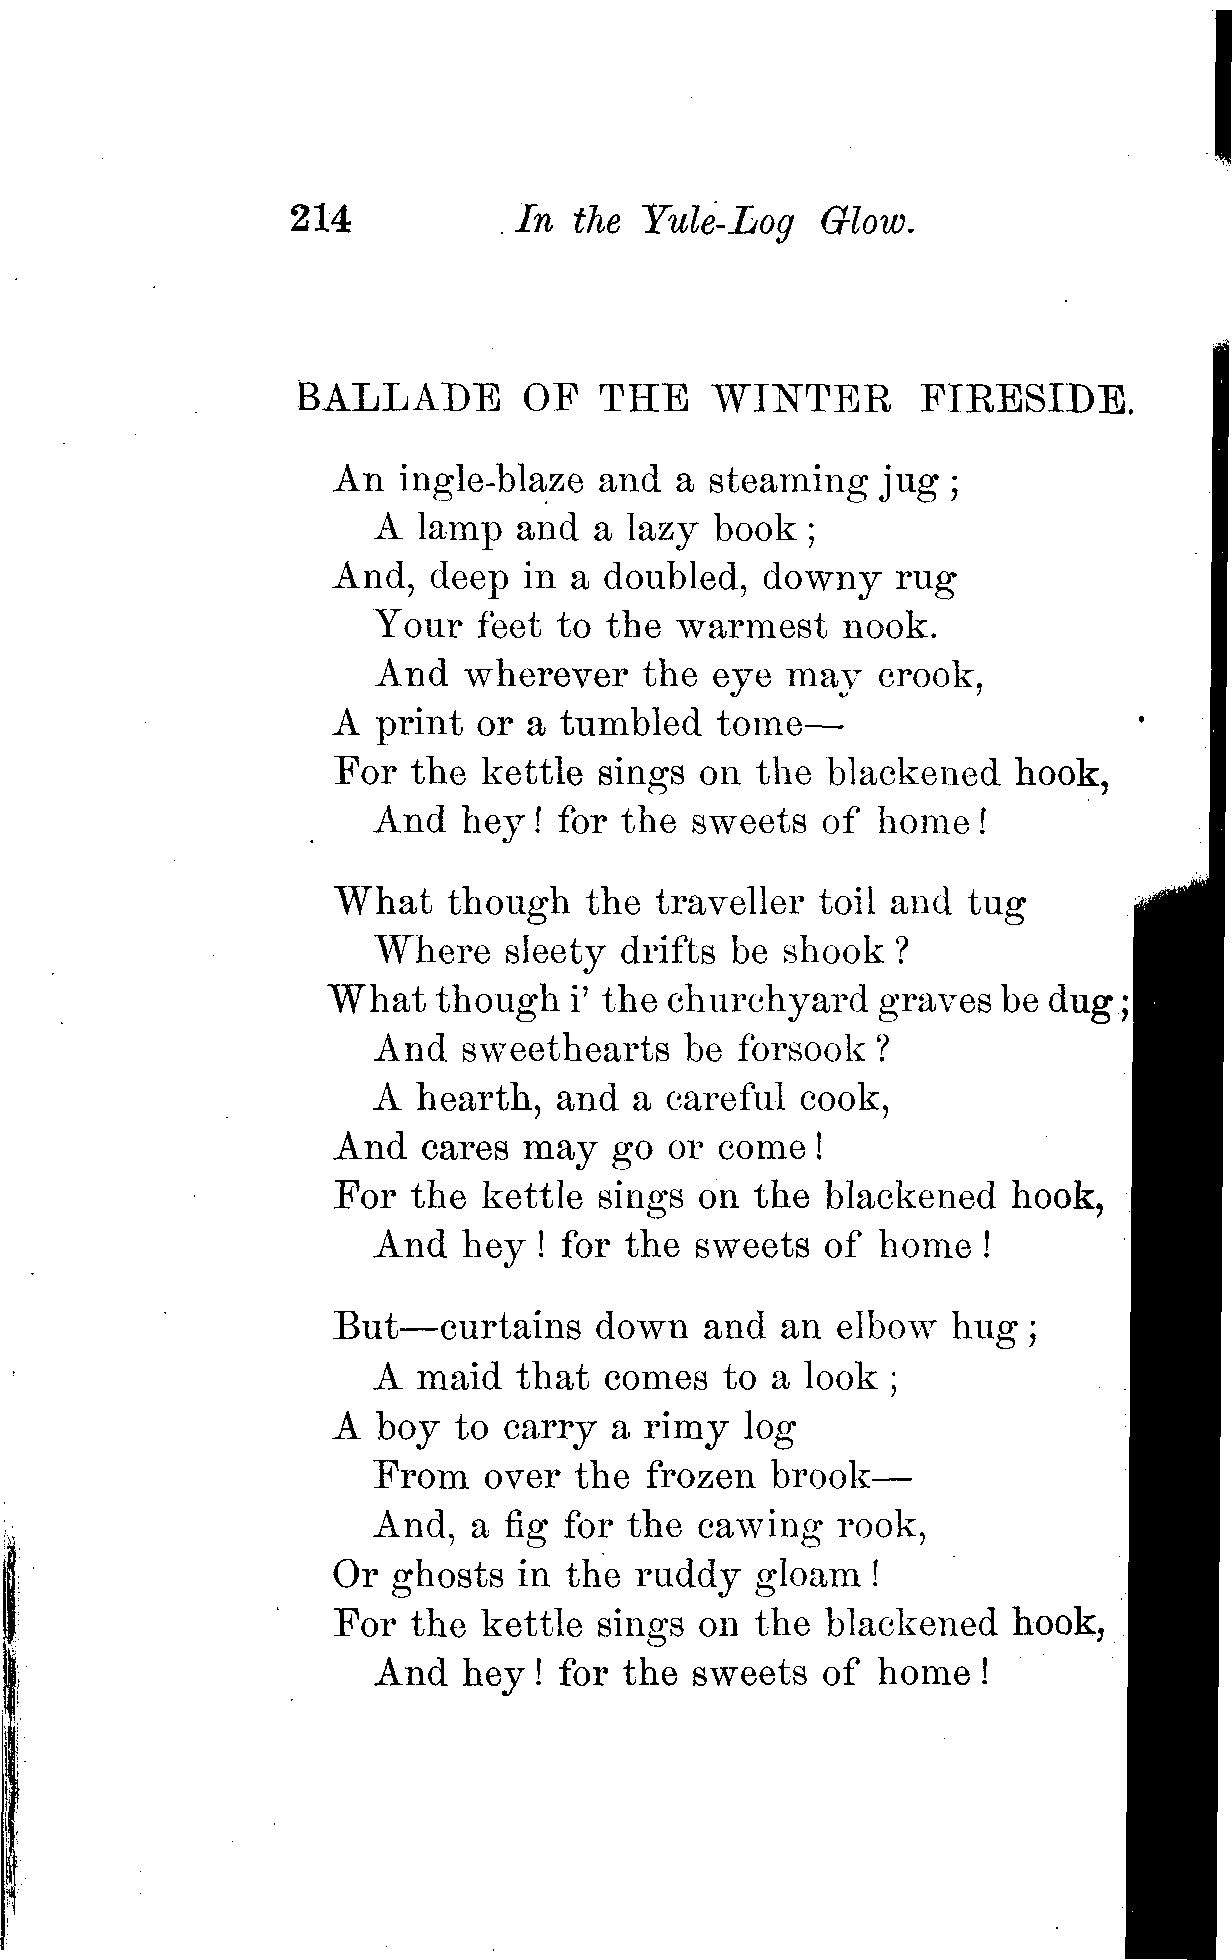 214 In the Yule-Log Glow.
BALLADE OF THE WINTER FIRESIDE.
An ingle-blaze and a steaming jug;
A lamp and a lazy book;
And, deep in a doubled, downy rug
Your feet to the warmest nook.
And wherever the eye may crook,
A print or a tumbled tome—
For the kettle sings on the blackened hook,
And hey! for the sweets of home!
What though the traveller toil and tug
Where sleety drifts be shook?
What though i' the churchyard graves be dug;
And sweethearts be forsook?
A hearth, and a careful cook,
And cares may go or come!
For the kettle sings on the blackened hook,
And hey! for the sweets of home!
But—curtains down and an elbow hug;
A maid that comes to a look;
A boy to carry a rimy log
From over the frozen brook—
And, a fig for the cawing rook,
Or ghosts in the ruddy gloam!
For the kettle sings on the blackened hook,
And hey! for the sweets of home!